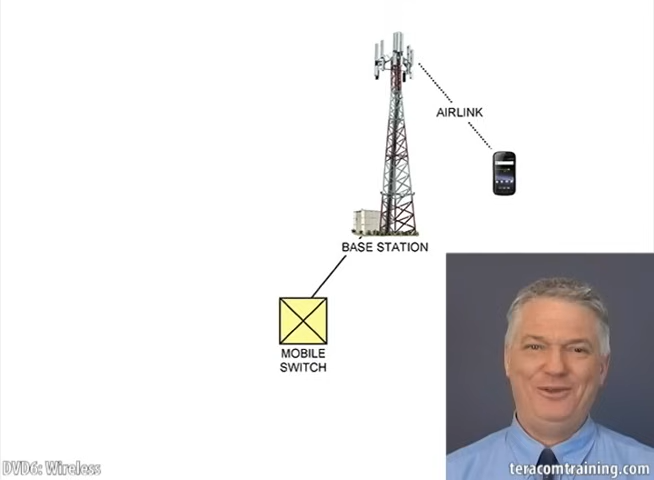 AIRLINK
BASE STATION
MOBILE
SWITCH
DVD6: Wireless
teracomtraining.com